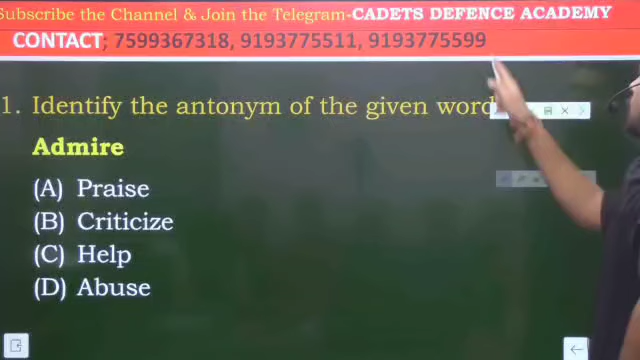 Subscribe the Channel & Join the Telegram-CADETS DEFENCE ACADEMY
CONTACT; 7599367318, 9193775511, 9193775599
1. Identify the antonym of the given word
Admire
(A) Praise
(B) Criticize
(C) Help
(D) Abuse